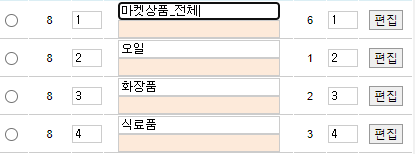 8 1 마켓상품_전체 6 1 편집
8 2 오일 1 2 편집
8 3 화장품 2 3 편집
8 4 식료품 3 4 편집